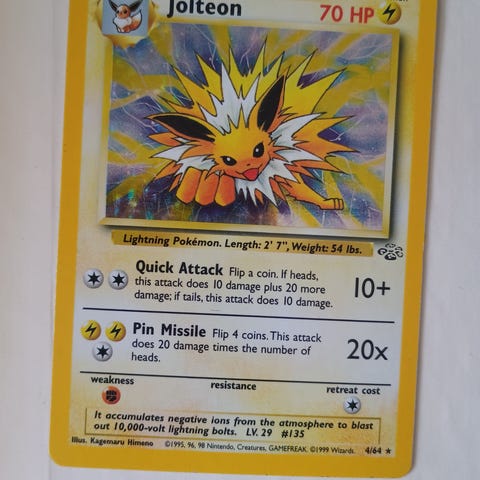 Jolteon 70 HP
Lightning Pokémon. Length: 2' 7", Weight: 54 lbs.
Quick Attack Flip a coin. If heads,
this attack does 10 damage plus 20 more
damage; if tails, this attack does 10 damage.
10+
Pin Missile Flip 4 coins. This attack
does 20 damage times the number of
heads.
20x
weakness resistance retreat cost
It accumulates negative ions from the atmosphere to blast
out 10,000-volt lightning bolts. LV. 29 #135
Illus. Kagemaru Himeno ©1995, 96, 98 Nintendo, Creatures, GAMEFREAK. ©1999 Wizards. 4/64 ★